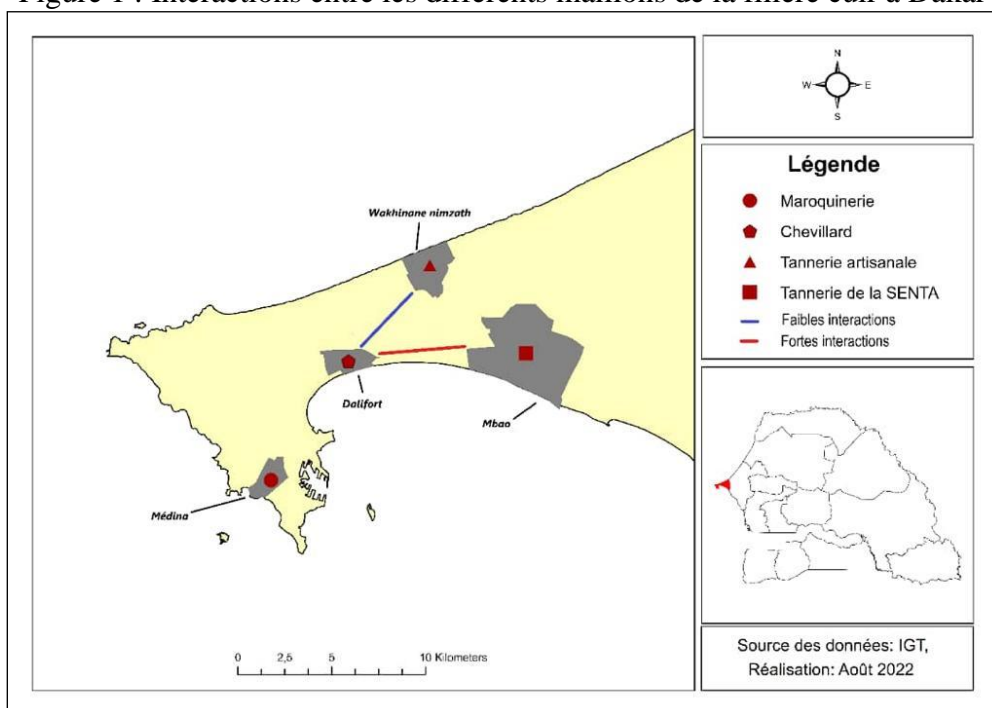 Figure 1 : Interactions entre les différents maillons de la filière cuir à Dakar
N
W E
S
Légende
Maroquinerie
Chevillard
Tannerie artisanale
Tannerie de la SENTA
Faibles interactions
Fortes interactions
Wakhinane nimzath
Dalifort
Mbao
Médina
0 2,5 5 10 Kilometers
Source des données: IGT,
Réalisation: Août 2022